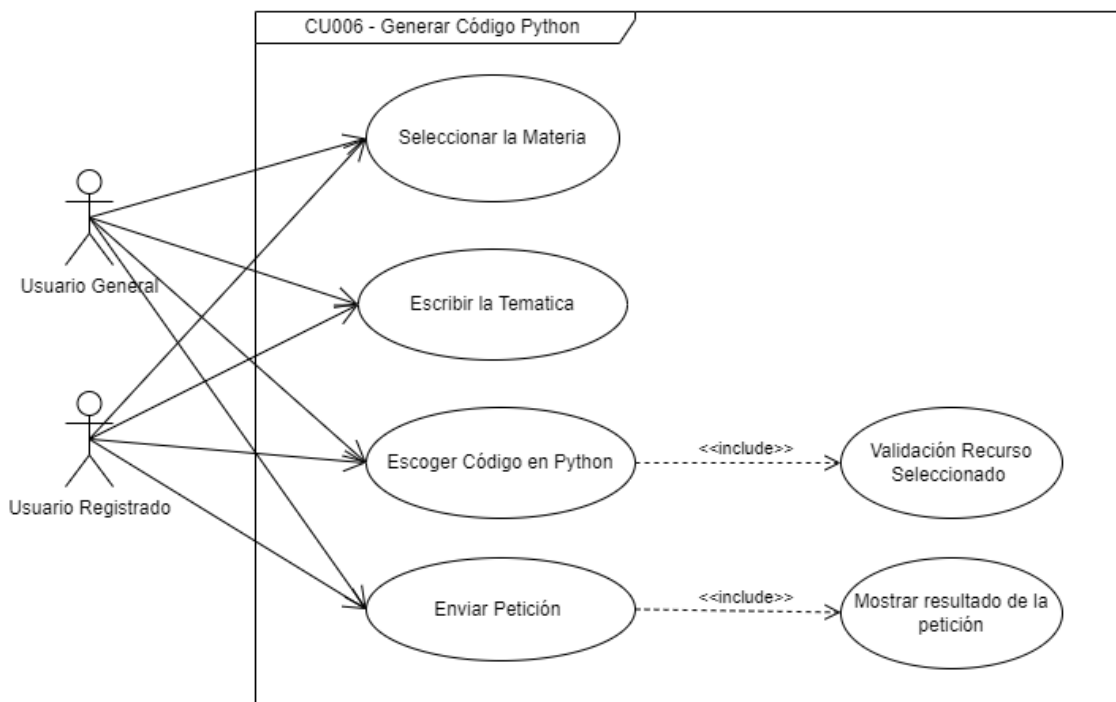 CU006 - Generar Código Python
Seleccionar la Materia
Usuario General
Escribir la Tematica
Usuario Registrado
Escoger Código en Python
<<include>>
Validación Recurso
Seleccionado
Enviar Petición
<<include>>
Mostrar resultado de la
petición